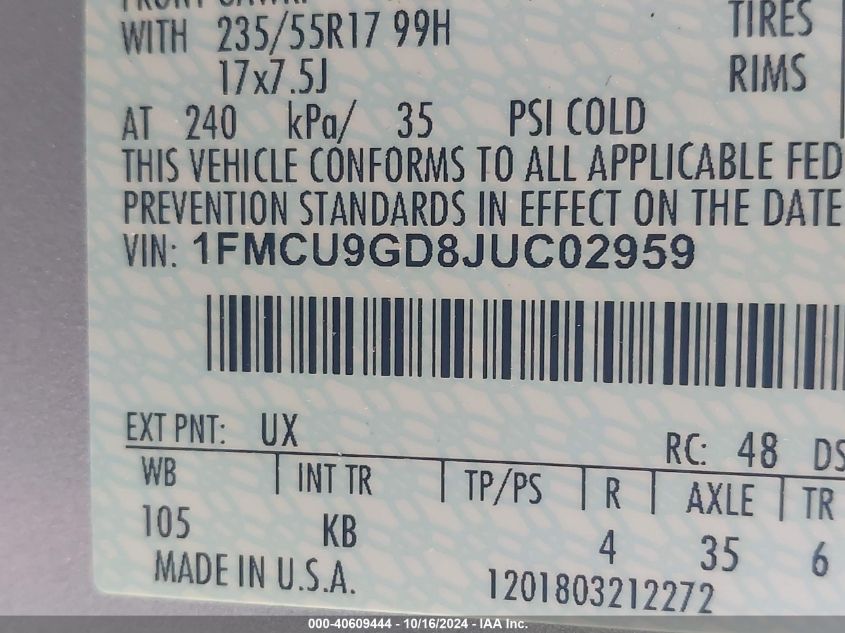 WITH 235/55R17 99H TIRES
17x7.5J RIMS
AT 240 kPa/ 35 PSI COLD
THIS VEHICLE CONFORMS TO ALL APPLICABLE FED
PREVENTION STANDARDS IN EFFECT ON THE DATE
VIN: 1FMCU9GD8JUC02959
EXT PNT: UX RC: 48 DS
WB INT TR TP/PS R AXLE TR
105 KB 4 35 6
MADE IN U.S.A. 1201803212272
000-40609444 - 10/16/2024 - IAA Inc.